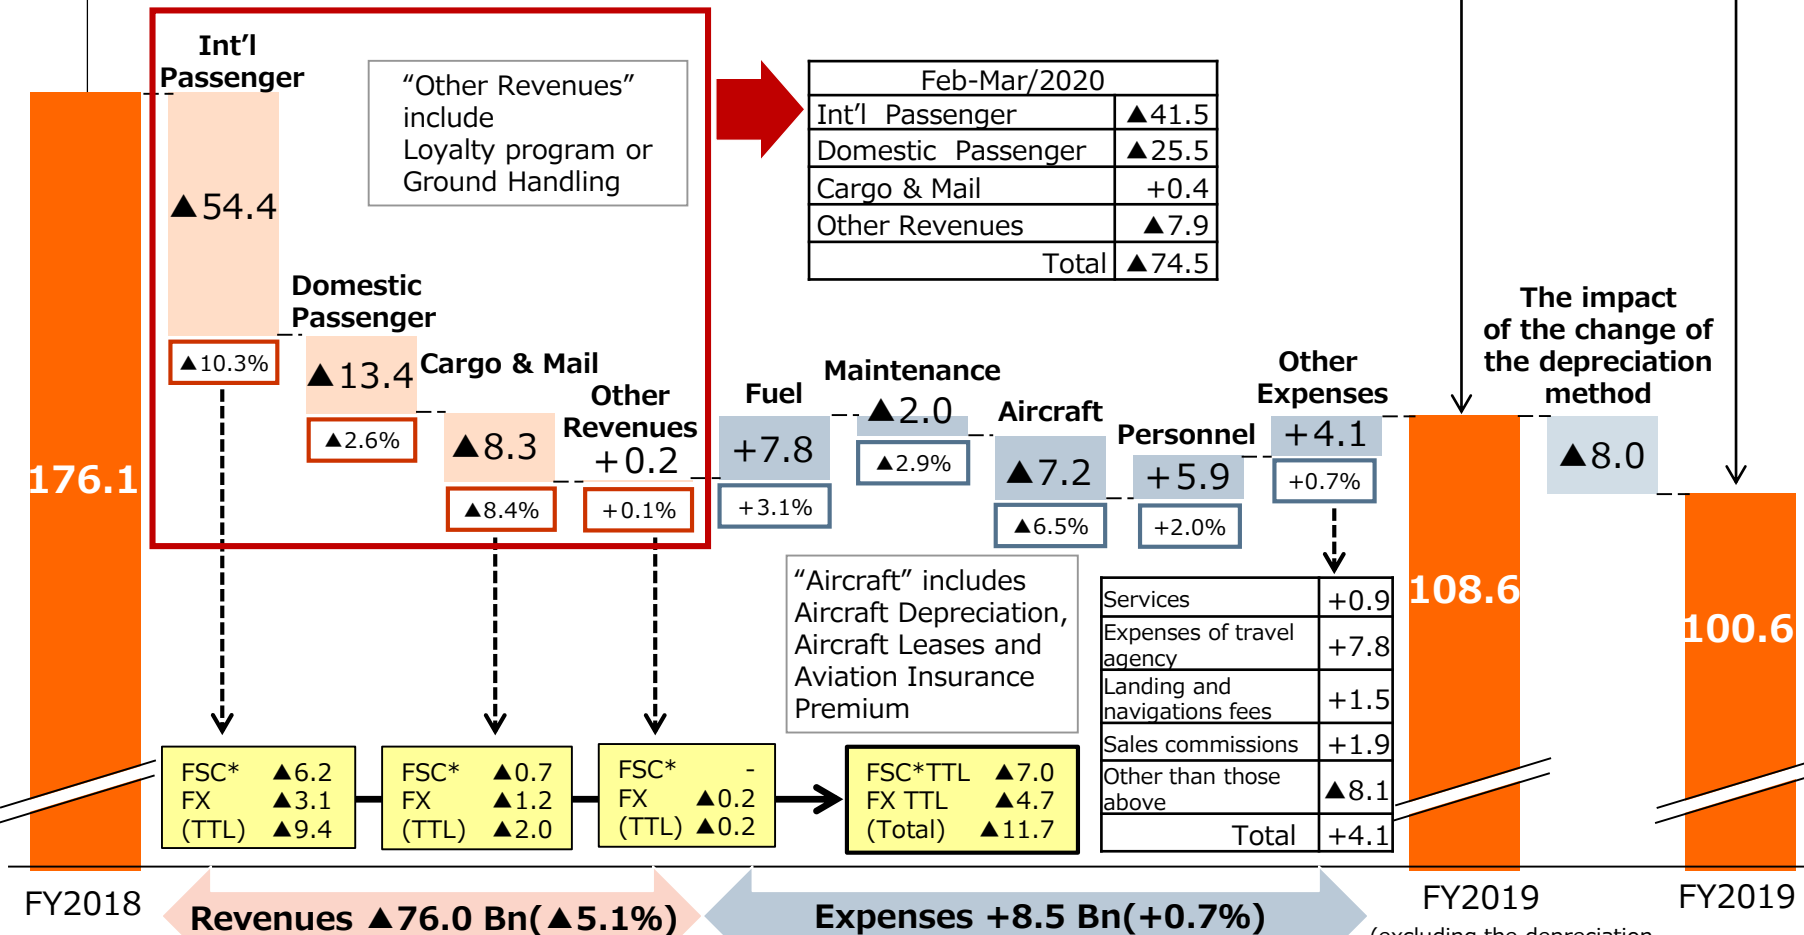 Int’l
Passenger
▲54.4
▲10.3%
“Other Revenues”
include
Loyalty program or
Ground Handling
Feb-Mar/2020
Int’l Passenger ▲41.5
Domestic Passenger ▲25.5
Cargo & Mail +0.4
Other Revenues ▲7.9
Total ▲74.5
Domestic
Passenger
▲13.4
▲2.6%
Cargo & Mail
▲8.3
▲8.4%
Other
Revenues
+0.2
+0.1%
Fuel
+7.8
+3.1%
Maintenance
▲2.0
▲2.9%
Aircraft
▲7.2
▲6.5%
Personnel
+5.9
+2.0%
Other
Expenses
+4.1
+0.7%
The impact
of the change of
the depreciation
method
▲8.0
176.1
108.6
100.6
“Aircraft” includes
Aircraft Depreciation,
Aircraft Leases and
Aviation Insurance
Premium
Services +0.9
Expenses of travel
agency +7.8
Landing and
navigations fees +1.5
Sales commissions +1.9
Other than those
above ▲8.1
Total +4.1
FSC* ▲6.2
FX ▲3.1
(TTL) ▲9.4
FSC* ▲0.7
FX ▲1.2
(TTL) ▲2.0
FSC* -
FX ▲0.2
(TTL) ▲0.2
FSC*TTL ▲7.0
FX TTL ▲4.7
(Total) ▲11.7
FY2018
Revenues ▲76.0 Bn(▲5.1%)
Expenses +8.5 Bn(+0.7%)
FY2019
(excluding the depreciation
FY2019